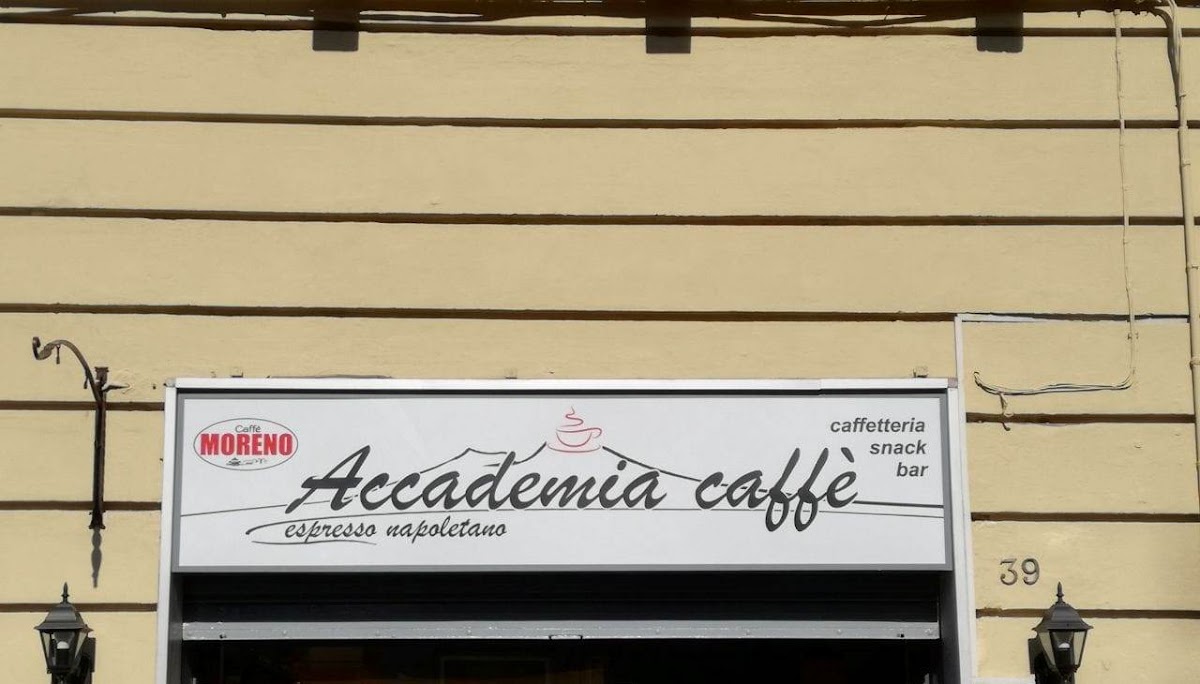 Caffè
MORENO
Accademia caffè
espresso napoletano
caffetteria
snack
bar
39